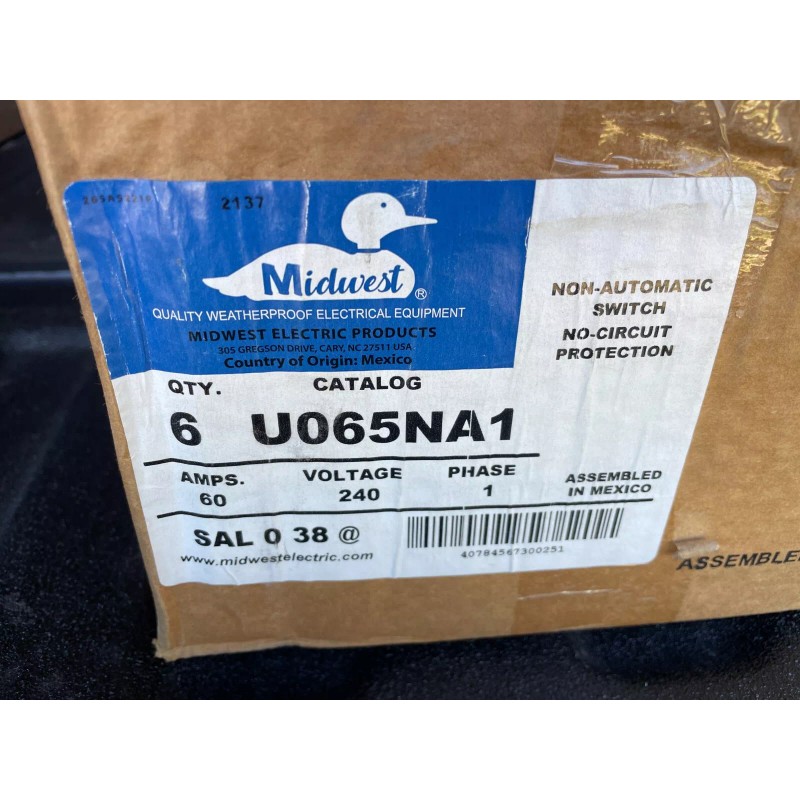 2137
Midwest ®
QUALITY WEATHERPROOF ELECTRICAL EQUIPMENT
MIDWEST ELECTRIC PRODUCTS
305 GREGSON DRIVE, CARY, NC 27511 USA
Country of Origin: Mexico
NON-AUTOMATIC
SWITCH
NO-CIRCUIT
PROTECTION
QTY. CATALOG
6 U065NA1
AMPS. VOLTAGE PHASE
60 240 1
ASSEMBLED
IN MEXICO
SAL 0 38 @
www.midwestelectric.com
40784567300251